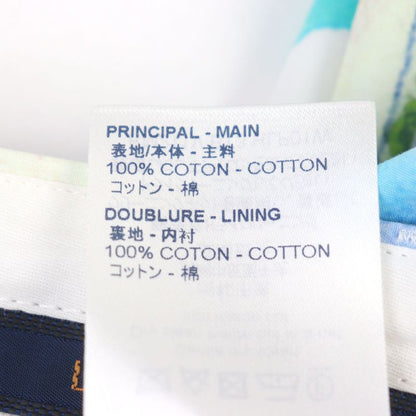 PRINCIPAL - MAIN
表地/本体 - 主料
100% COTON - COTTON
コットン - 棉
DOUBLURE - LINING
裏地 - 内衬
100% COTON - COTTON
コットン - 棉